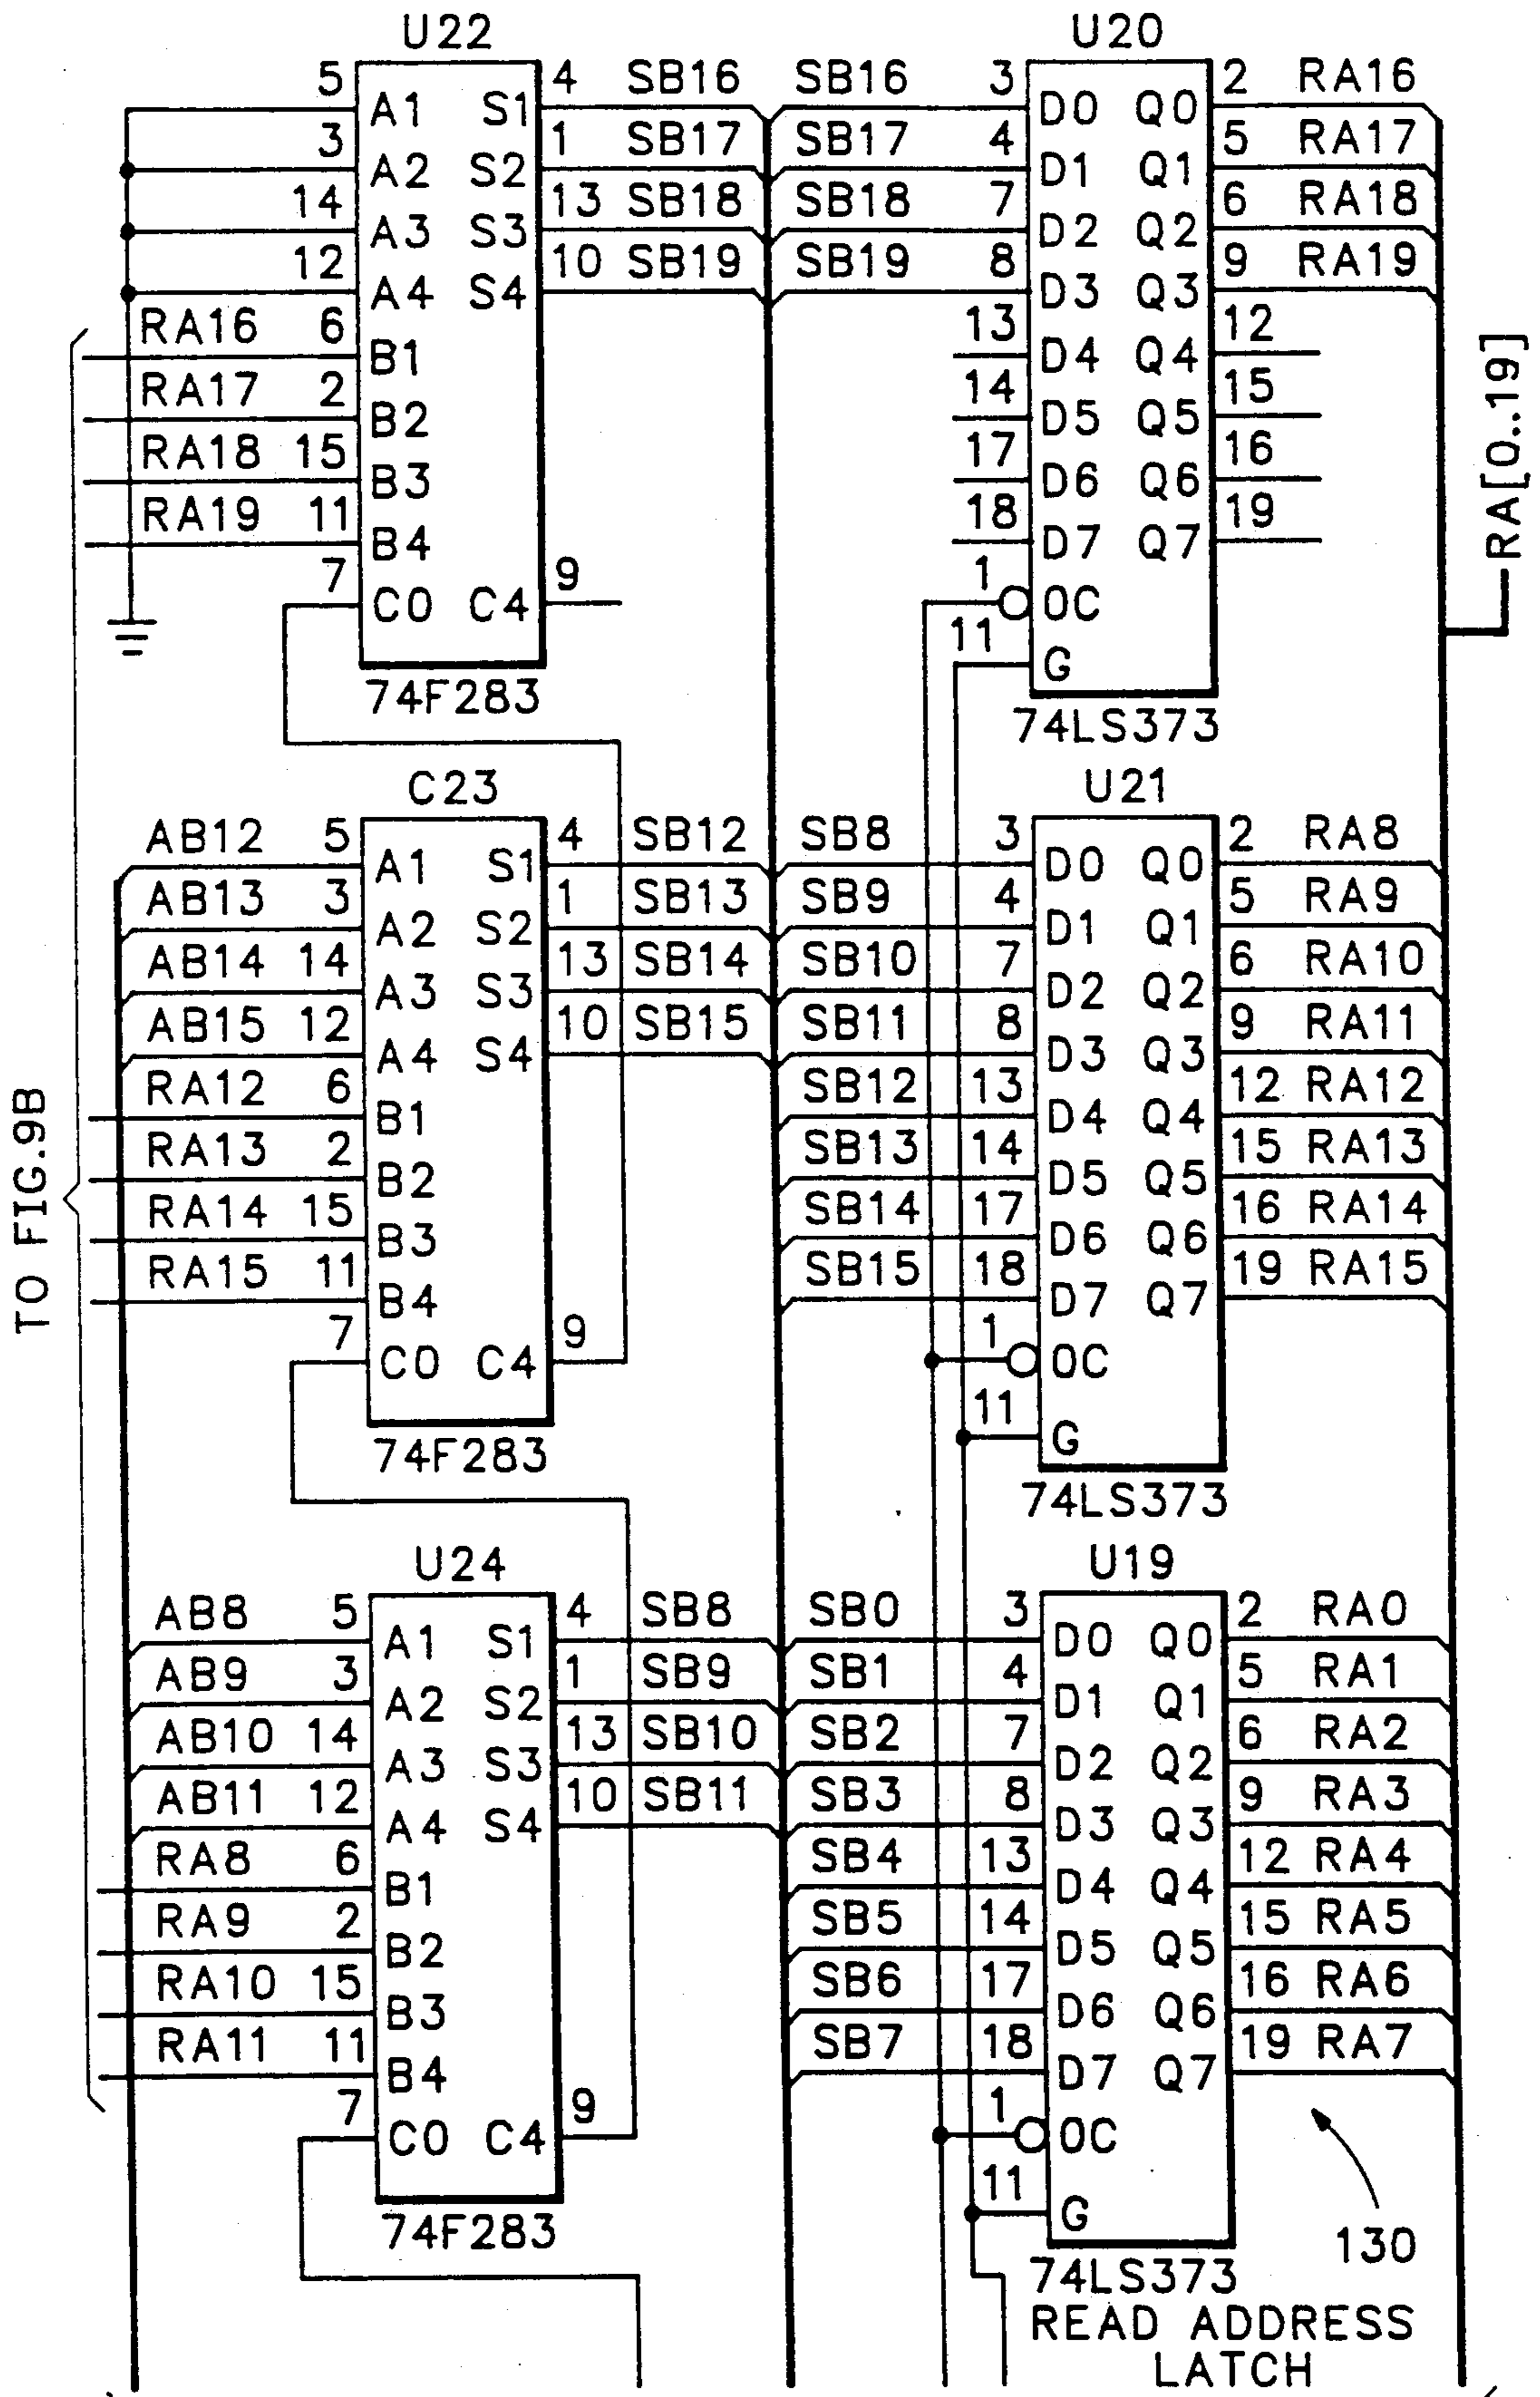 U22
5 A1 S1 4 SB16
3 A2 S2 1 SB17
14 A3 S3 13 SB18
12 A4 S4 10 SB19
RA16 6 B1
RA17 2 B2
RA18 15 B3
RA19 11 B4
7 C0 C4 9
74F283
U20
SB16 3 D0 Q0 2 RA16
SB17 4 D1 Q1 5 RA17
SB18 7 D2 Q2 6 RA18
SB19 8 D3 Q3 9 RA19
13 D4 Q4 12
14 D5 Q5 15
17 D6 Q6 16
18 D7 Q7 19
1 OC
11 G
74LS373
RA[0..19]
C23
AB12 5 A1 S1 4 SB12
AB13 3 A2 S2 1 SB13
AB14 14 A3 S3 13 SB14
AB15 12 A4 S4 10 SB15
RA12 6 B1
RA13 2 B2
RA14 15 B3
RA15 11 B4
7 C0 C4 9
74F283
U21
SB8 3 D0 Q0 2 RA8
SB9 4 D1 Q1 5 RA9
SB10 7 D2 Q2 6 RA10
SB11 8 D3 Q3 9 RA11
SB12 13 D4 Q4 12 RA12
SB13 14 D5 Q5 15 RA13
SB14 17 D6 Q6 16 RA14
SB15 18 D7 Q7 19 RA15
1 OC
11 G
74LS373
TO FIG.9B
U24
AB8 5 A1 S1 4 SB8
AB9 3 A2 S2 1 SB9
AB10 14 A3 S3 13 SB10
AB11 12 A4 S4 10 SB11
RA8 6 B1
RA9 2 B2
RA10 15 B3
RA11 11 B4
7 C0 C4 9
74F283
U19
SB0 3 D0 Q0 2 RA0
SB1 4 D1 Q1 5 RA1
SB2 7 D2 Q2 6 RA2
SB3 8 D3 Q3 9 RA3
SB4 13 D4 Q4 12 RA4
SB5 14 D5 Q5 15 RA5
SB6 17 D6 Q6 16 RA6
SB7 18 D7 Q7 19 RA7
1 OC
11 G
130
74LS373
READ ADDRESS
LATCH